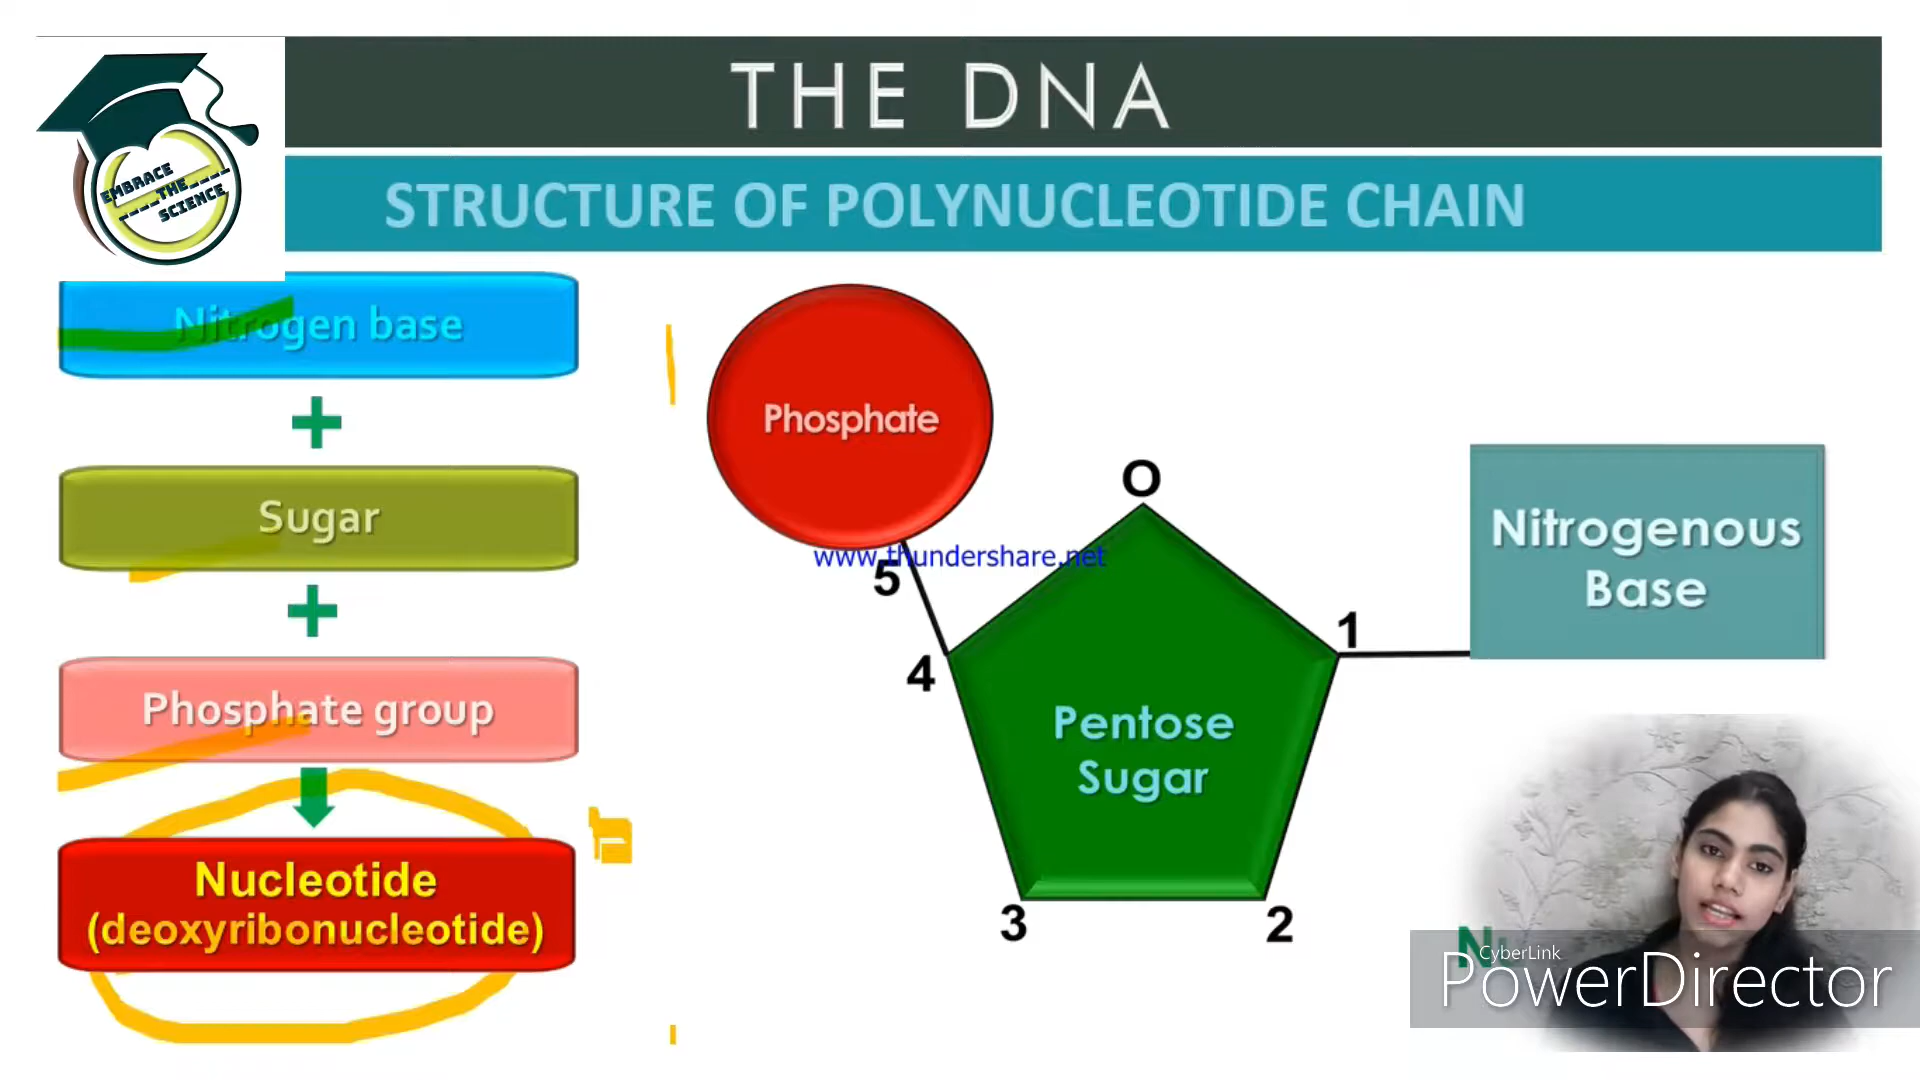 THE DNA
STRUCTURE OF POLYNUCLEOTIDE CHAIN
EMBRACE
THE
SCIENCE
Nitrogen base
+
Sugar
+
Phosphate group
Nucleotide
(deoxyribonucleotide)
Phosphate
www.thundershare.net
O
5
4
1
3
2
Pentose
Sugar
Nitrogenous
Base
CyberLink
PowerDirector